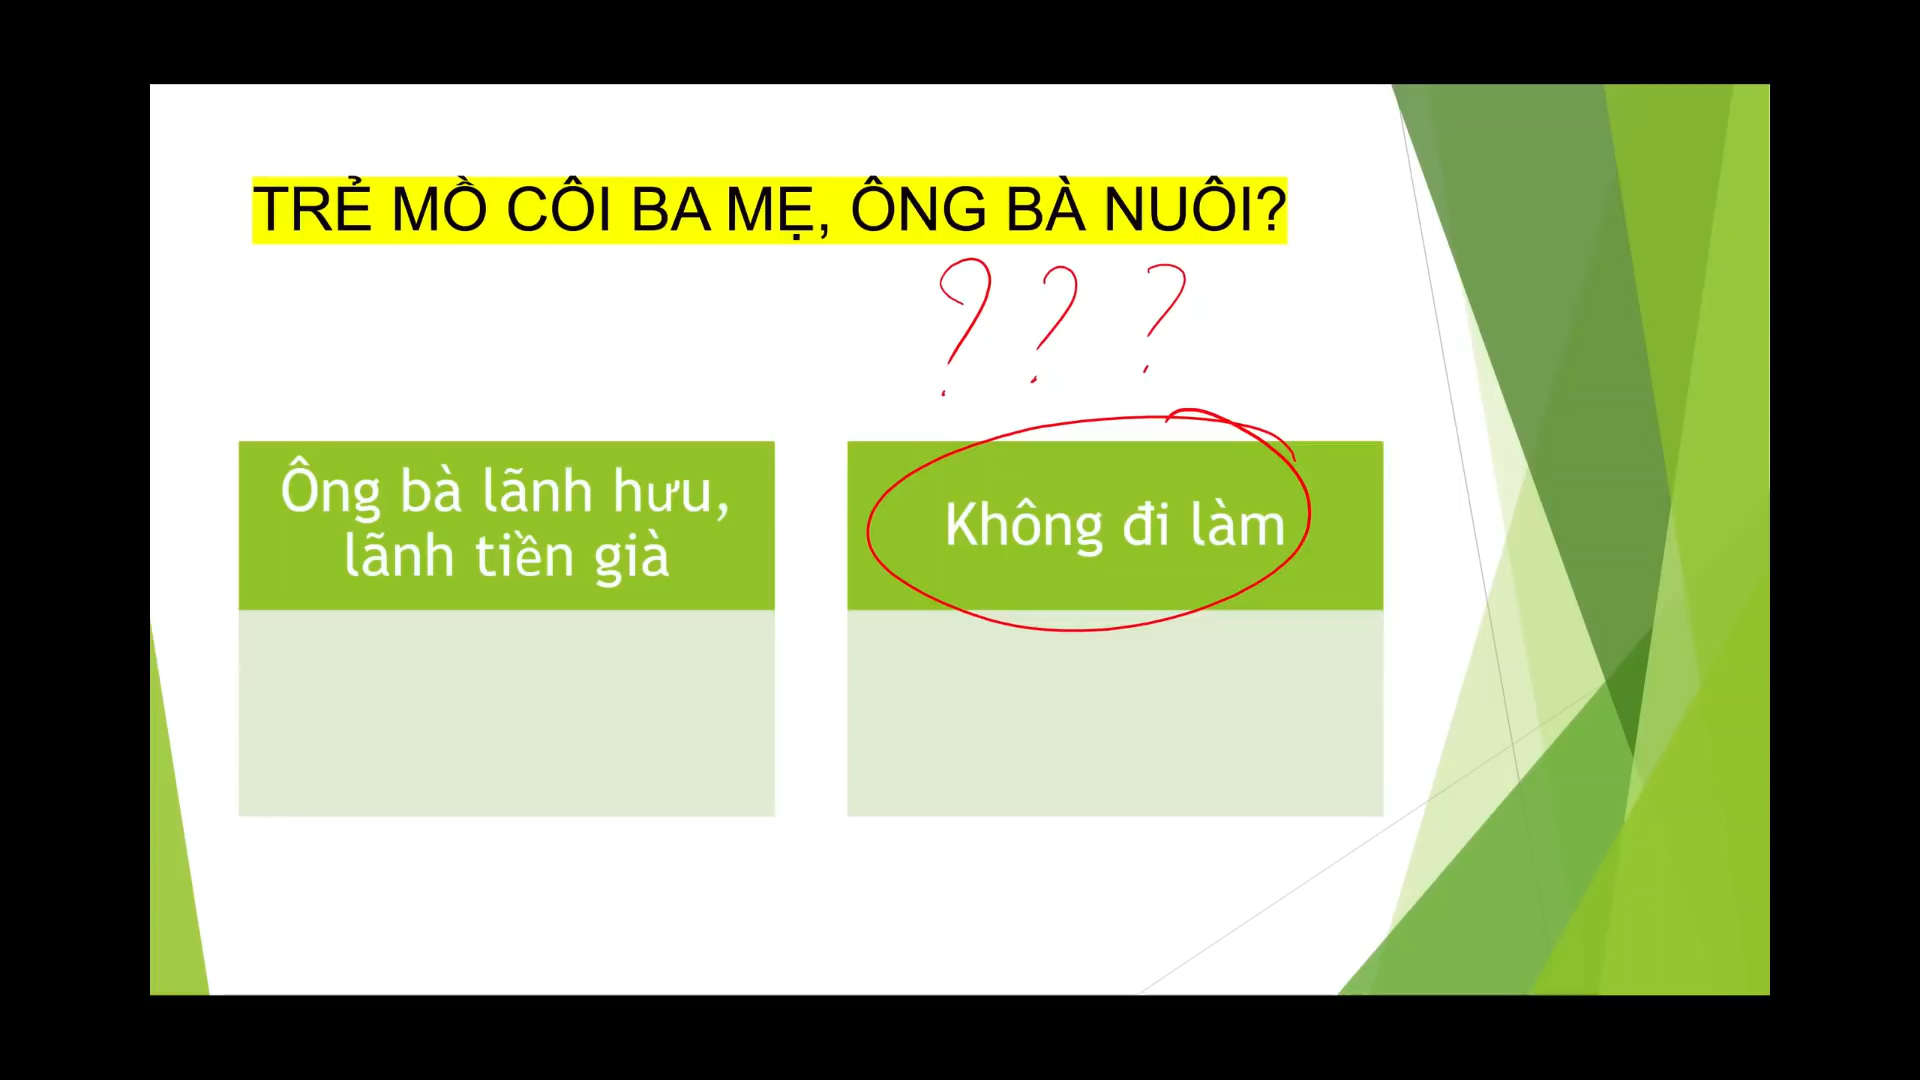 TRẺ MỒ CÔI BA MẸ, ÔNG BÀ NUÔI?
? ? ?
Ông bà lãnh hưu,
lãnh tiền già
Không đi làm